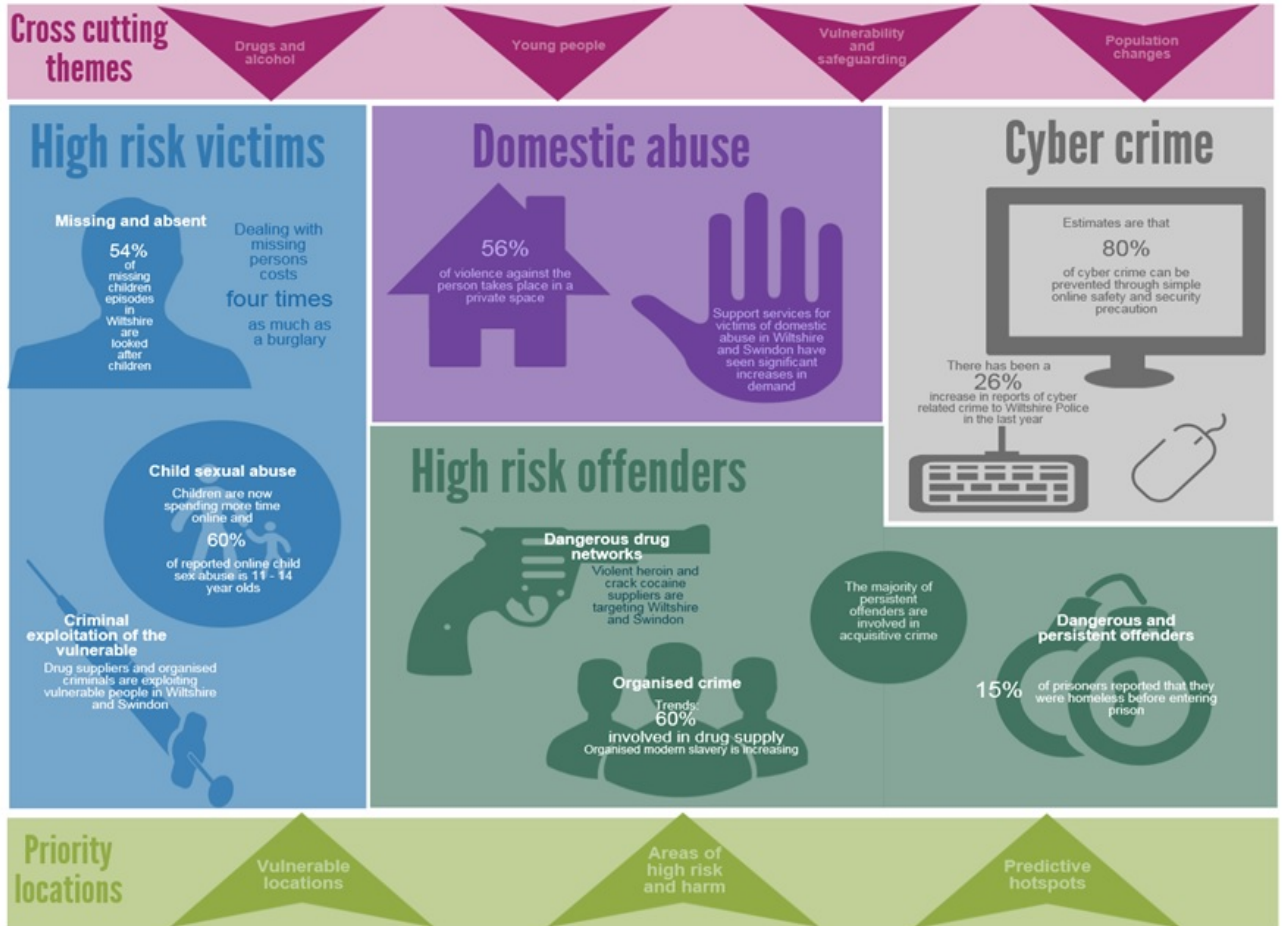 Cross cutting
themes
Drugs and
alcohol
Young people
Vulnerability
and
safeguarding
Population
changes
High risk victims
Missing and absent
54%
of
missing
children
episodes
in
Wiltshire
are
looked
after
children
Dealing with
missing
persons
costs
four times
as much as
a burglary
Child sexual abuse
Children are now
spending more time
online and
60%
of reported online child
sex abuse is 11 - 14
year olds
Criminal
exploitation of the
vulnerable
Drug suppliers and organised
criminals are exploiting
vulnerable people in Wiltshire
and Swindon
Domestic abuse
56%
of violence against the
person takes place in a
private space
Support services for
victims of domestic
abuse in Wiltshire
and Swindon have
seen significant
increases in
demand
Cyber crime
Estimates are that
80%
of cyber crime can be
prevented through simple
online safety and security
precaution
There has been a
26%
increase in reports of cyber
related crime to Wiltshire Police
in the last year
High risk offenders
Dangerous drug
networks
Violent heroin and
crack cocaine
suppliers are
targeting Wiltshire
and Swindon
Organised crime
Trends:
60%
involved in drug supply
Organised modern slavery is increasing
The majority of
persistent
offenders are
involved in
acquisitive crime
Dangerous and
persistent offenders
15% of prisoners reported that they
were homeless before entering
prison
Priority
locations
Vulnerable
locations
Areas of
high risk
and harm
Predictive
hotspots